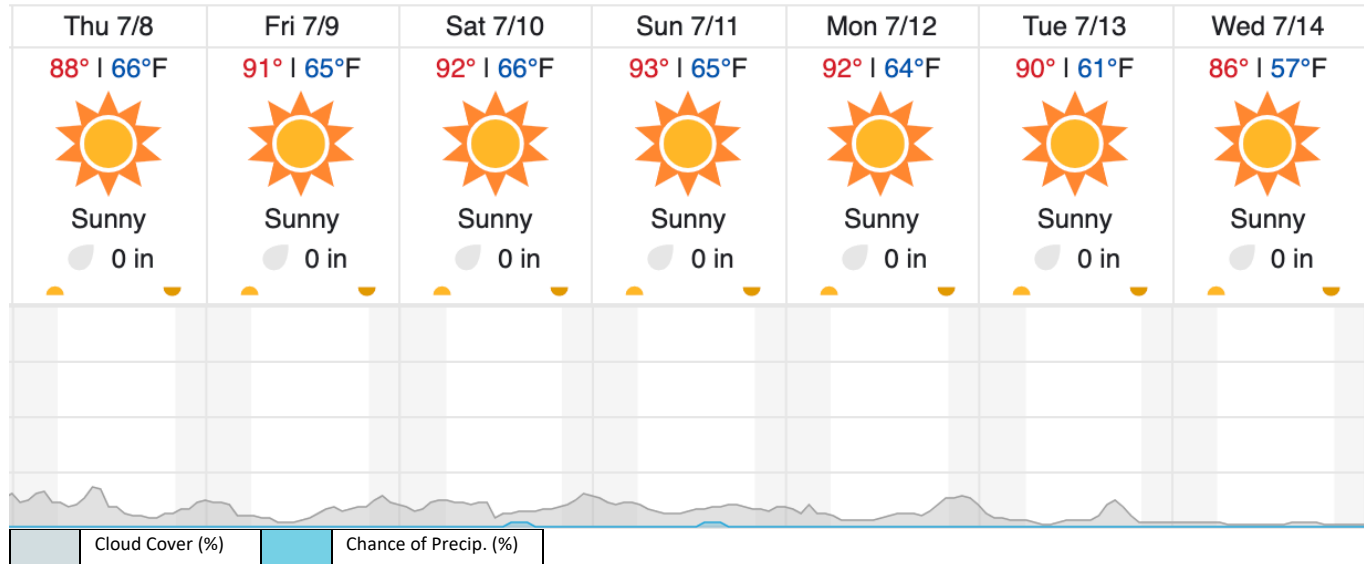 Thu 7/8 Fri 7/9 Sat 7/10 Sun 7/11 Mon 7/12 Tue 7/13 Wed 7/14
88° | 66°F 91° | 65°F 92° | 66°F 93° | 65°F 92° | 64°F 90° | 61°F 86° | 57°F
Sunny Sunny Sunny Sunny Sunny Sunny Sunny
0 in 0 in 0 in 0 in 0 in 0 in 0 in
Cloud Cover (%) Chance of Precip. (%)